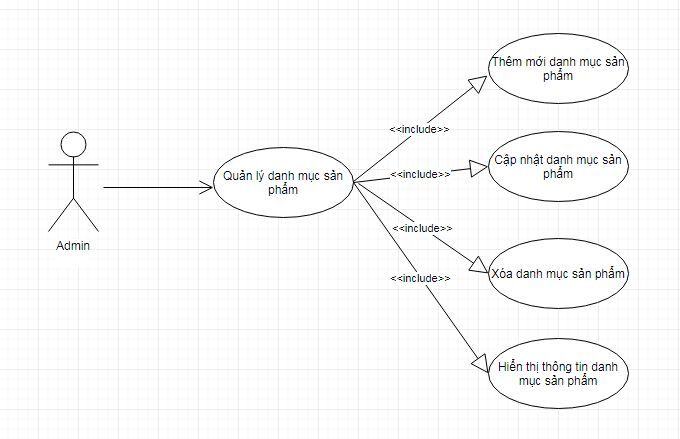 Thêm mới danh mục sản
phẩm
<<include>>
Cập nhật danh mục sản
phẩm
<<include>>
Quản lý danh mục sản
phẩm
<<include>>
Admin
Xóa danh mục sản phẩm
<<include>>
Hiển thị thông tin danh
mục sản phẩm